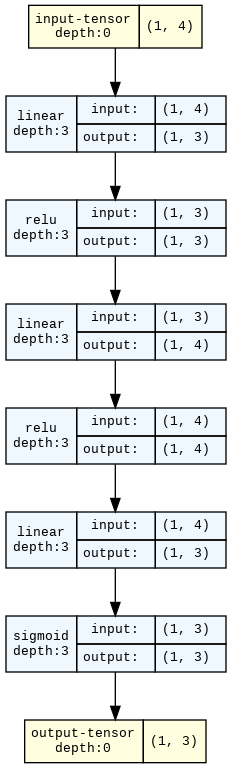 input-tensor
depth:0
(1, 4)
linear
depth:3
input:
(1, 4)
output:
(1, 3)
relu
depth:3
input:
(1, 3)
output:
(1, 3)
linear
depth:3
input:
(1, 3)
output:
(1, 4)
relu
depth:3
input:
(1, 4)
output:
(1, 4)
linear
depth:3
input:
(1, 4)
output:
(1, 3)
sigmoid
depth:3
input:
(1, 3)
output:
(1, 3)
output-tensor
depth:0
(1, 3)